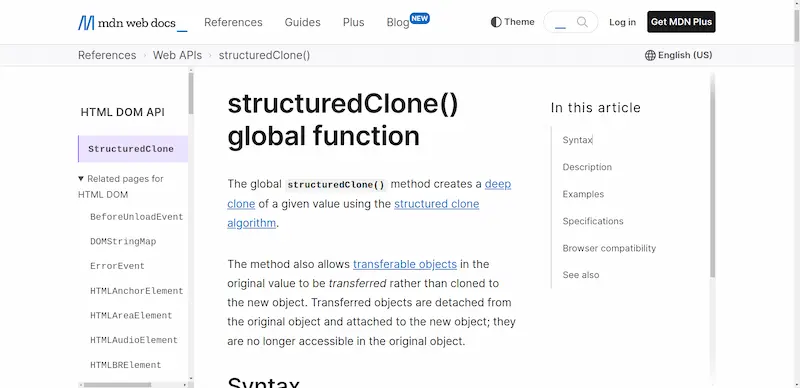 mdn web docs_
References
Guides
Plus
Blog
NEW
Theme
Log in
Get MDN Plus
References
Web APIs
structuredClone()
English (US)
HTML DOM API
StructuredClone
Related pages for
HTML DOM
BeforeUnloadEvent
DOMStringMap
ErrorEvent
HTMLAnchorElement
HTMLAreaElement
HTMLAudioElement
HTMLBRElement
structuredClone()
global function
The global structuredClone() method creates a deep
clone of a given value using the structured clone
algorithm.
The method also allows transferable objects in the
original value to be transferred rather than cloned to
the new object. Transferred objects are detached from
the original object and attached to the new object; they
are no longer accessible in the original object.
Syntax
In this article
Syntax
Description
Examples
Specifications
Browser compatibility
See also